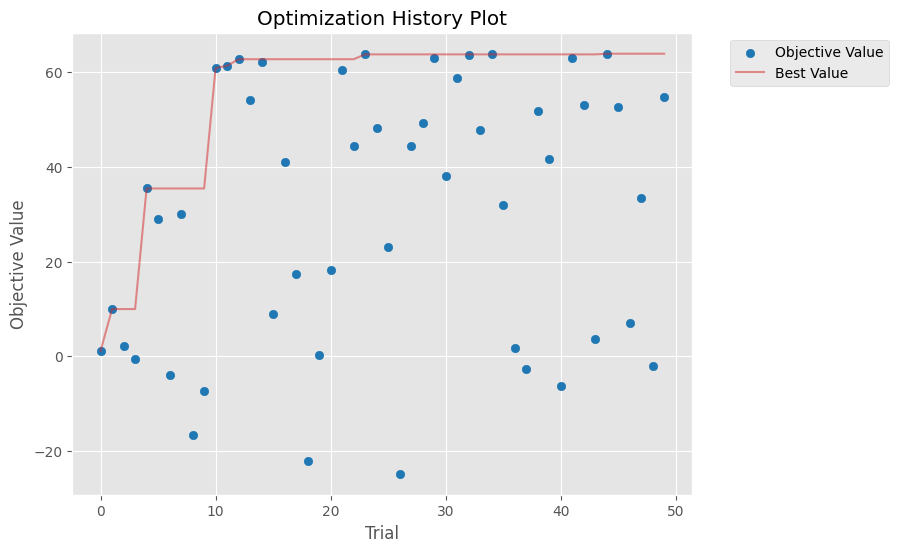 Optimization History Plot
Objective Value
Best Value
Objective Value
60
40
20
0
−20
0 10 20 30 40 50
Trial